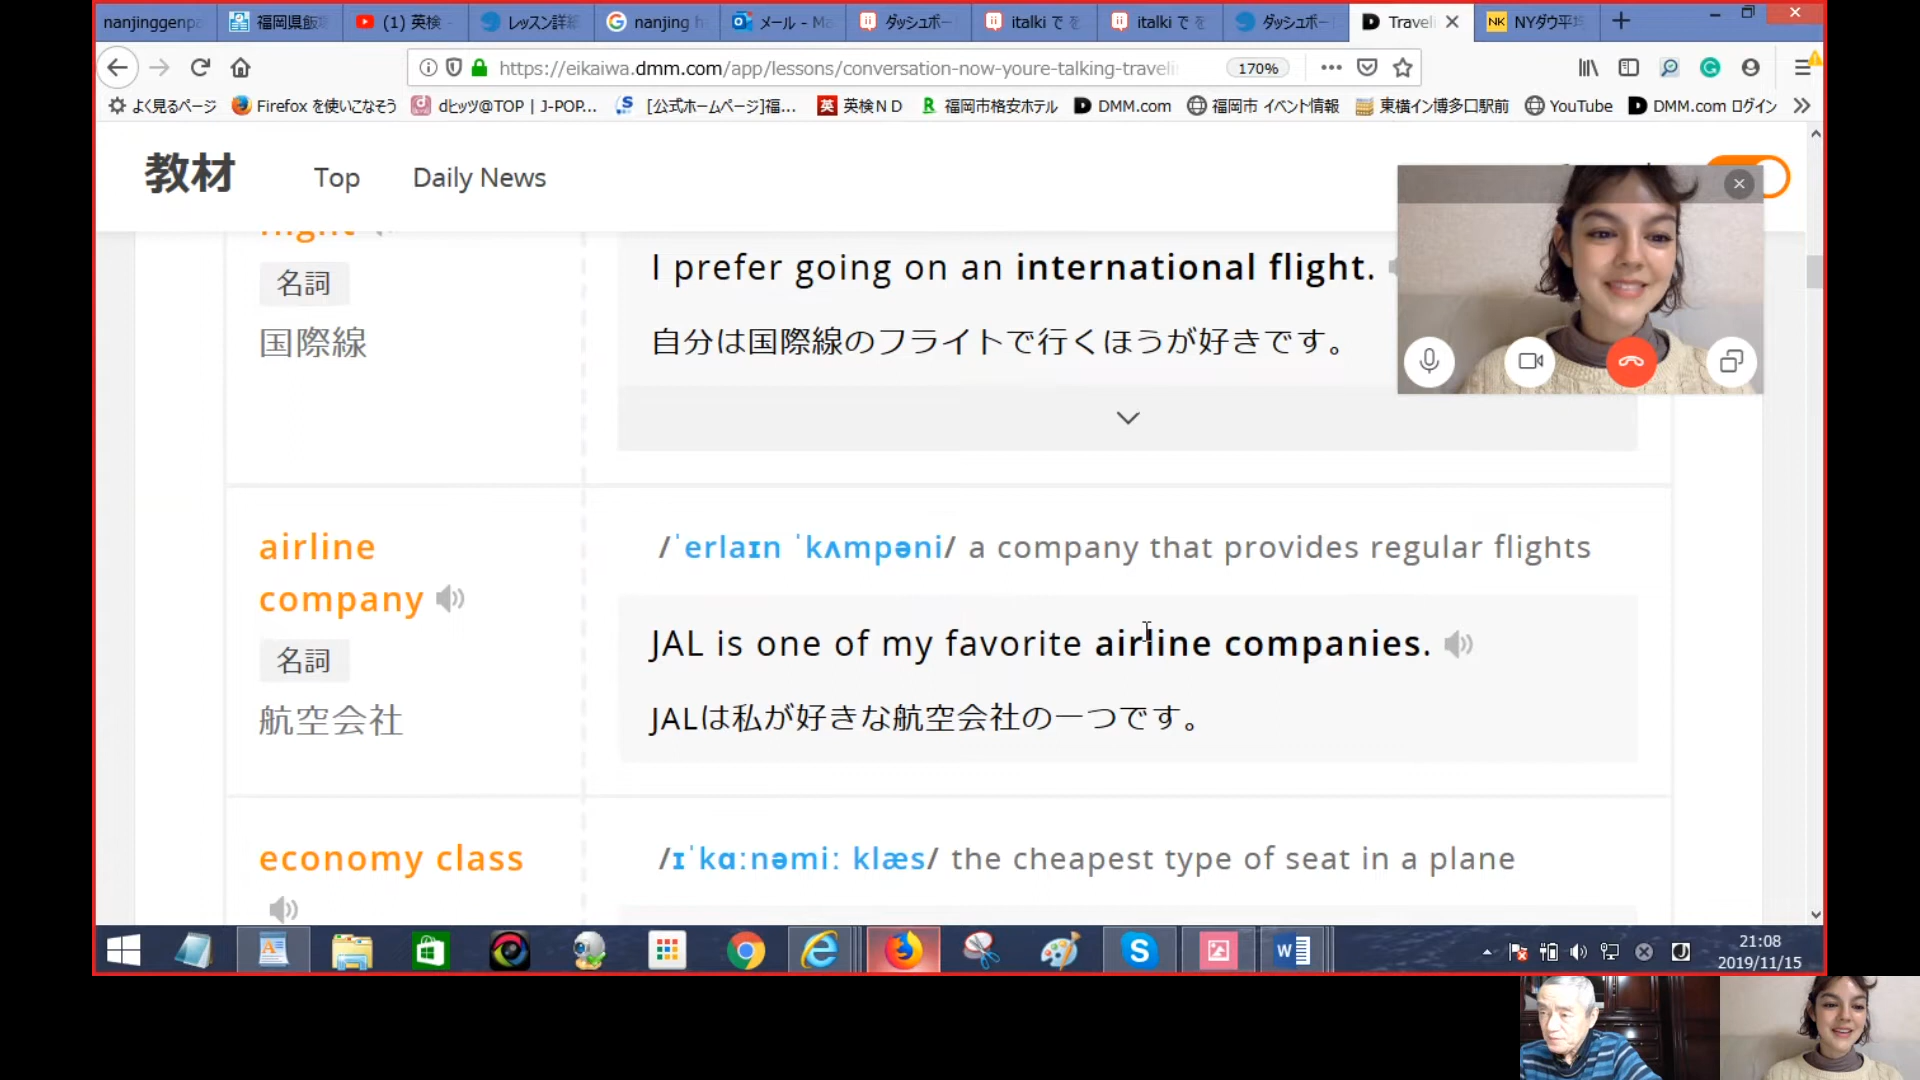 nanjinggenpa
福岡県飯塚
(1) 英検
レッスン詳細
nanjing h
メール - Ma
ダッシュボー
italki で を
italki で を
ダッシュボー
Traveli
NYダウ平均
https://eikaiwa.dmm.com/app/lessons/conversation-now-youre-talking-traveli
170%
よく見るページ
Firefox を使いこなそう
dヒッツ@TOP | J-POP...
[公式ホームページ]福...
英検ＮＤ
福岡市格安ホテル
DMM.com
福岡市 イベント情報
東横イン博多口駅前
YouTube
DMM.com ログイン
教材
Top
Daily News
flight
名詞
国際線
I prefer going on an international flight.
自分は国際線のフライトで行くほうが好きです。
airline
company
名詞
航空会社
/ˈerlaɪn ˈkʌmpəni/ a company that provides regular flights
JAL is one of my favorite airline companies.
JALは私が好きな航空会社の一つです。
economy class
/ɪˈkɑːnəmiː klæs/ the cheapest type of seat in a plane
21:08
2019/11/15